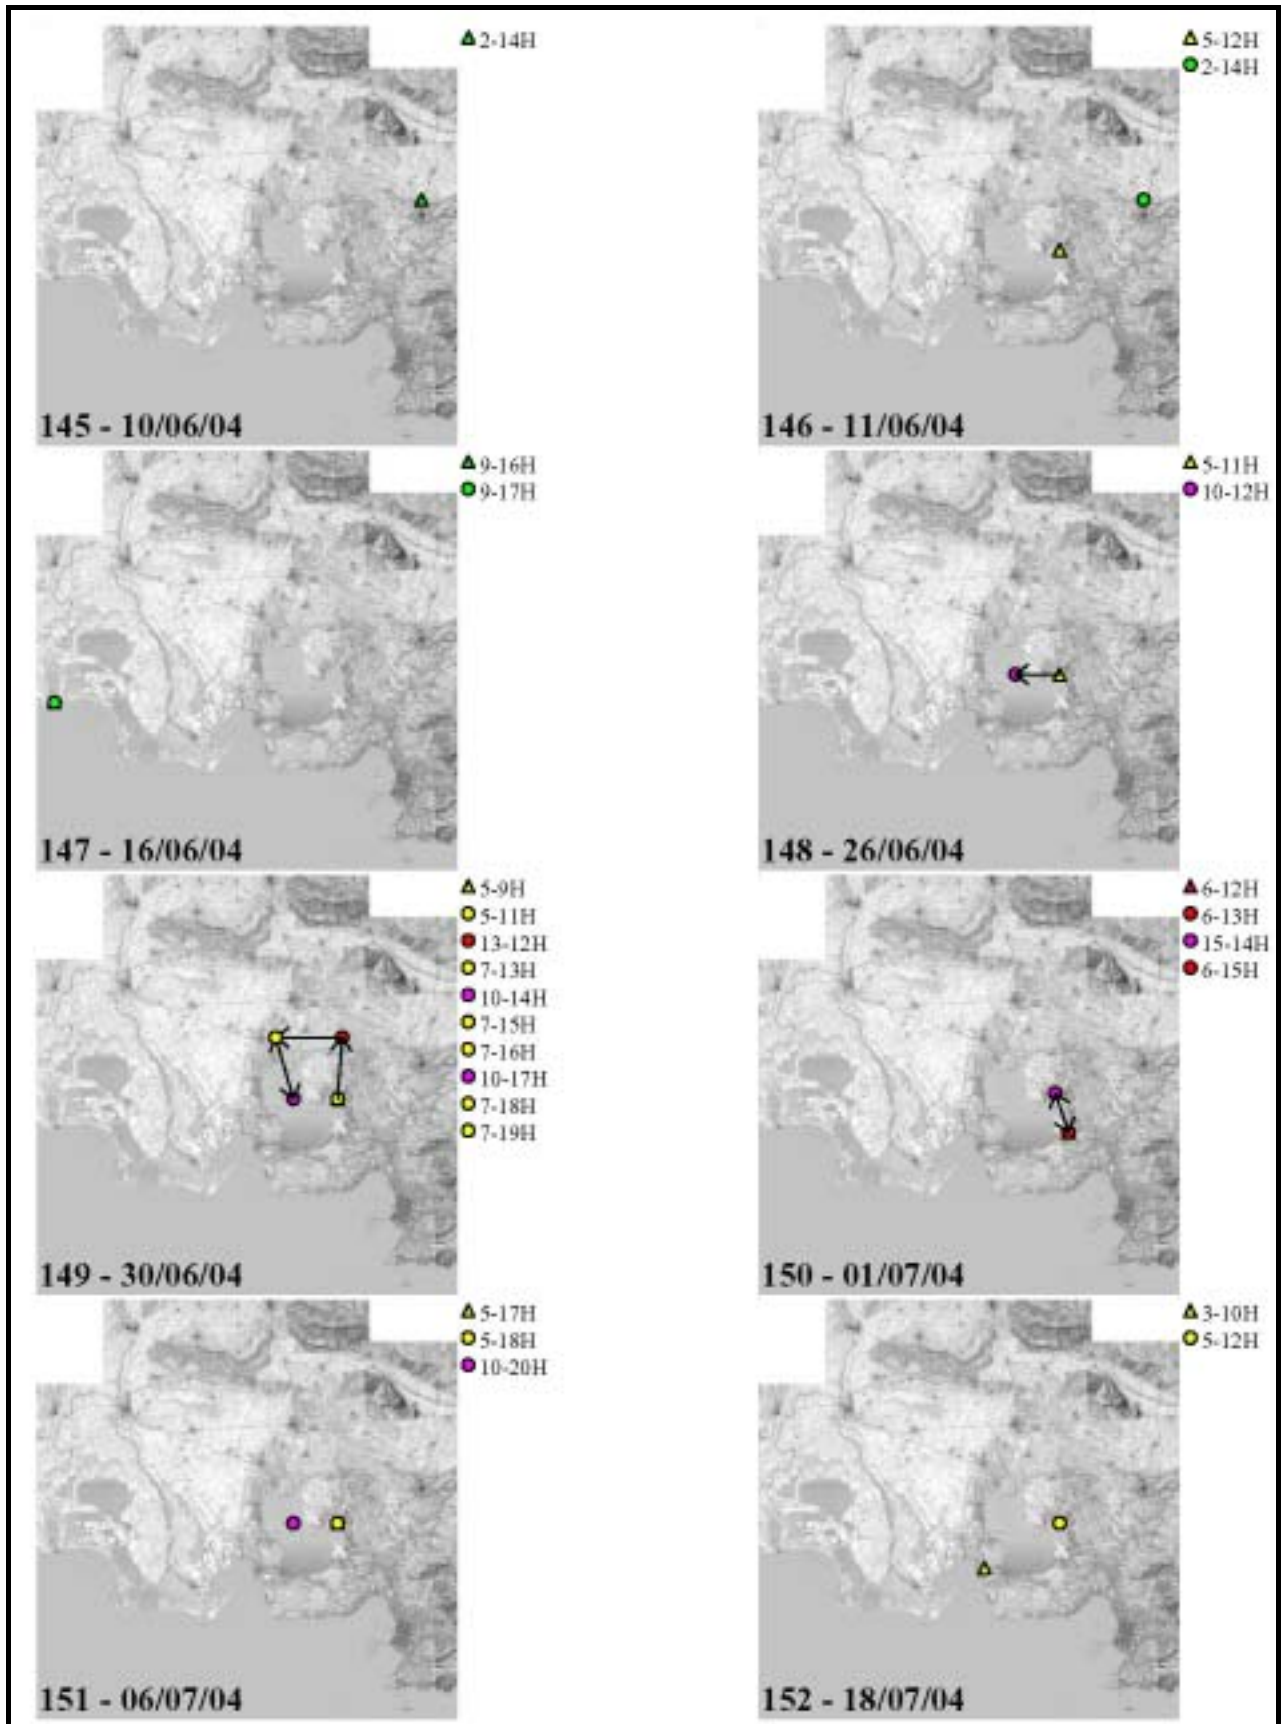 2-14H
145 - 10/06/04
5-12H
2-14H
146 - 11/06/04
9-16H
9-17H
147 - 16/06/04
5-11H
10-12H
148 - 26/06/04
5-9H
5-11H
13-12H
7-13H
10-14H
7-15H
7-16H
10-17H
7-18H
7-19H
149 - 30/06/04
6-12H
6-13H
15-14H
6-15H
150 - 01/07/04
5-17H
5-18H
10-20H
151 - 06/07/04
3-10H
5-12H
152 - 18/07/04